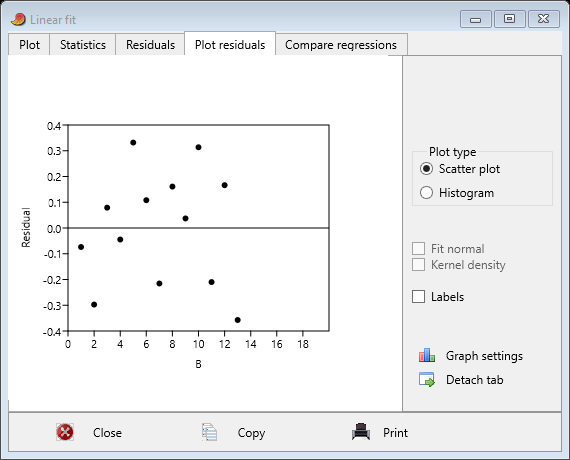 Linear fit
Plot Statistics Residuals Plot residuals Compare regressions
0.4
0.3
0.2
0.1
0.0
-0.1
-0.2
-0.3
-0.4
Residual
0 2 4 6 8 10 12 14 16 18
B
Plot type
Scatter plot
Histogram
Fit normal
Kernel density
Labels
Graph settings
Detach tab
Close Copy Print